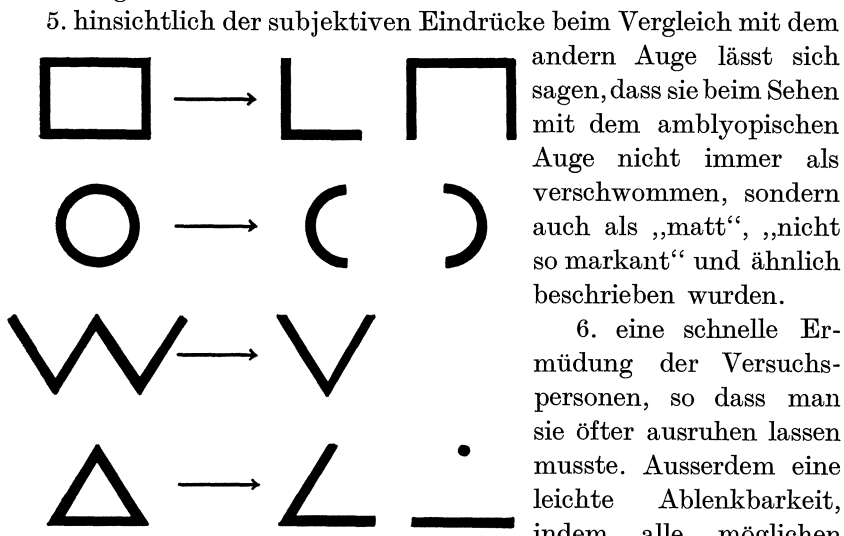 5. hinsichtlich der subjektiven Eindrücke beim Vergleich mit dem
andern Auge lässt sich
sagen, dass sie beim Sehen
mit dem amblyopischen
Auge nicht immer als
verschwommen, sondern
auch als „matt“, „nicht
so markant“ und ähnlich
beschrieben wurden.
6. eine schnelle Er-
müdung der Versuchs-
personen, so dass man
sie öfter ausruhen lassen
musste. Ausserdem eine
leichte Ablenkbarkeit,
indem alle möglichen